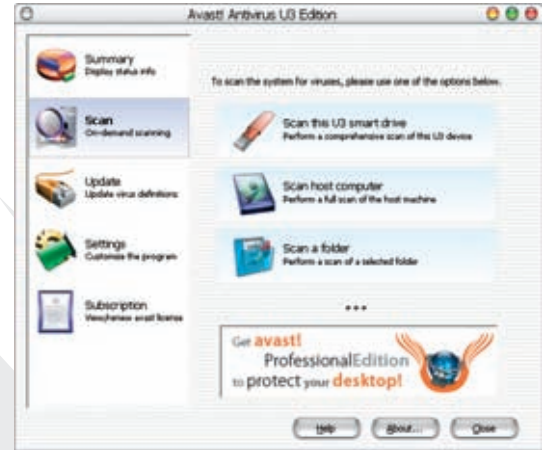 Avast! Antivirus U3 Edition
Summary
Display status info
Scan
On-demand scanning
Update
Update virus definitions
Settings
Customize the program
Subscription
View/renew avast license
To scan the system for viruses, please use one of the options below.
Scan this U3 smart drive
Perform a comprehensive scan of this U3 device
Scan host computer
Perform a full scan of the host machine
Scan a folder
Perform a scan of a selected folder
...
Get avast!
ProfessionalEdition
to protect your desktop!
Help
About...
Close